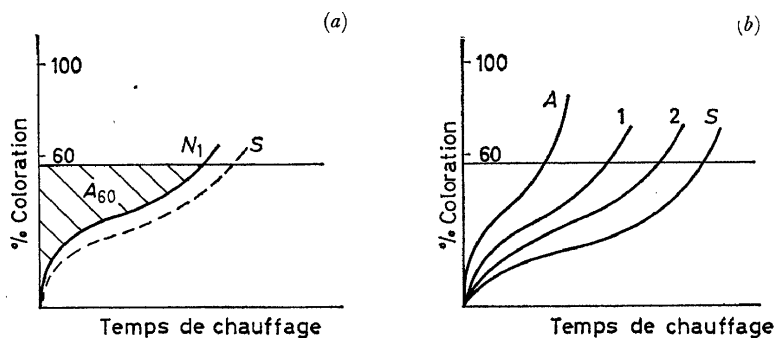 (a)
100
N1
S
60
A60
% Coloration
Temps de chauffage
(b)
100
A
1
2
S
60
% Coloration
Temps de chauffage